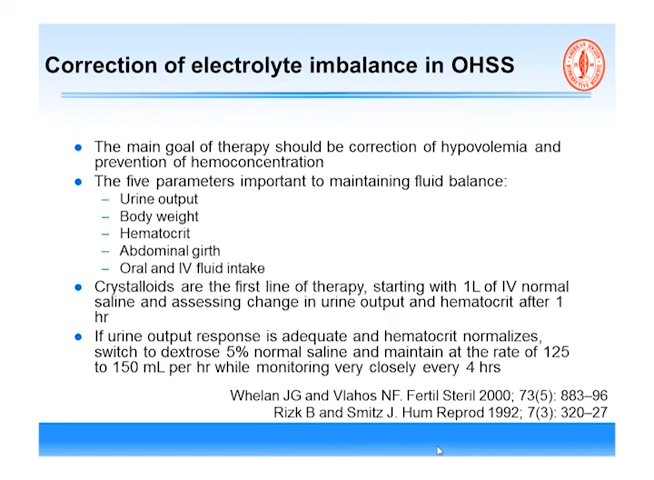 Correction of electrolyte imbalance in OHSS
The main goal of therapy should be correction of hypovolemia and
prevention of hemoconcentration
The five parameters important to maintaining fluid balance:
– Urine output
– Body weight
– Hematocrit
– Abdominal girth
– Oral and IV fluid intake
Crystalloids are the first line of therapy, starting with 1L of IV normal
saline and assessing change in urine output and hematocrit after 1
hr
If urine output response is adequate and hematocrit normalizes,
switch to dextrose 5% normal saline and maintain at the rate of 125
to 150 mL per hr while monitoring very closely every 4 hrs
Whelan JG and Vlahos NF. Fertil Steril 2000; 73(5): 883–96
Rizk B and Smitz J. Hum Reprod 1992; 7(3): 320–27